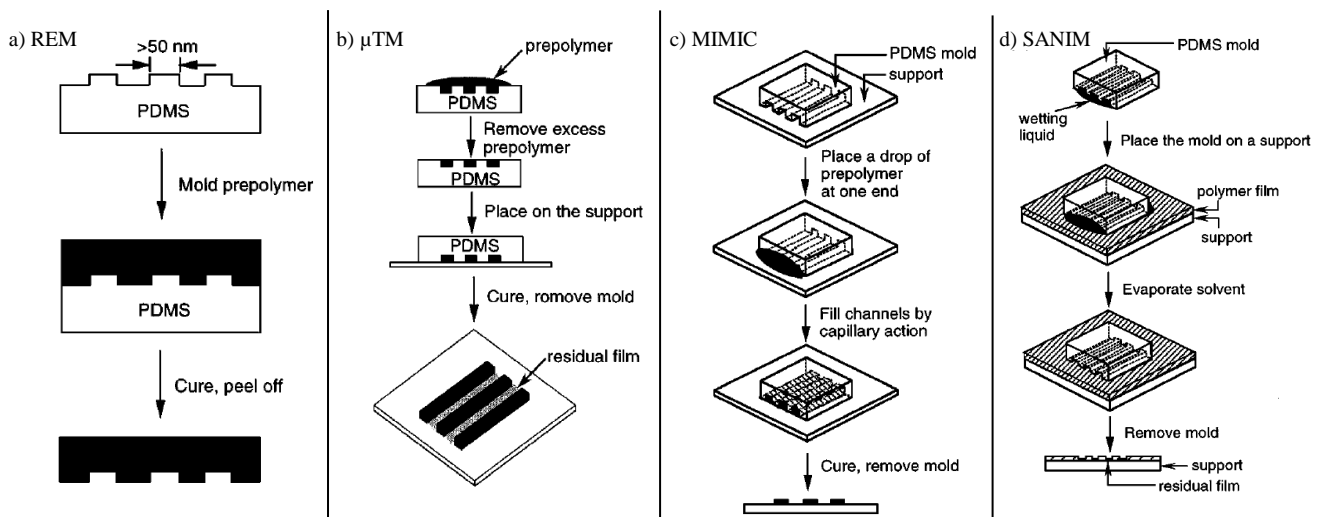 a) REM
>50 nm
PDMS
Mold prepolymer
PDMS
Cure, peel off
b) µTM
prepolymer
PDMS
Remove excess
prepolymer
PDMS
Place on the support
PDMS
Cure, romove mold
residual film
c) MIMIC
PDMS mold
support
Place a drop of
prepolymer
at one end
Fill channels by
capillary action
Cure, remove mold
d) SANIM
PDMS mold
wetting
liquid
Place the mold on a support
polymer film
support
Evaporate solvent
Remove mold
support
residual film